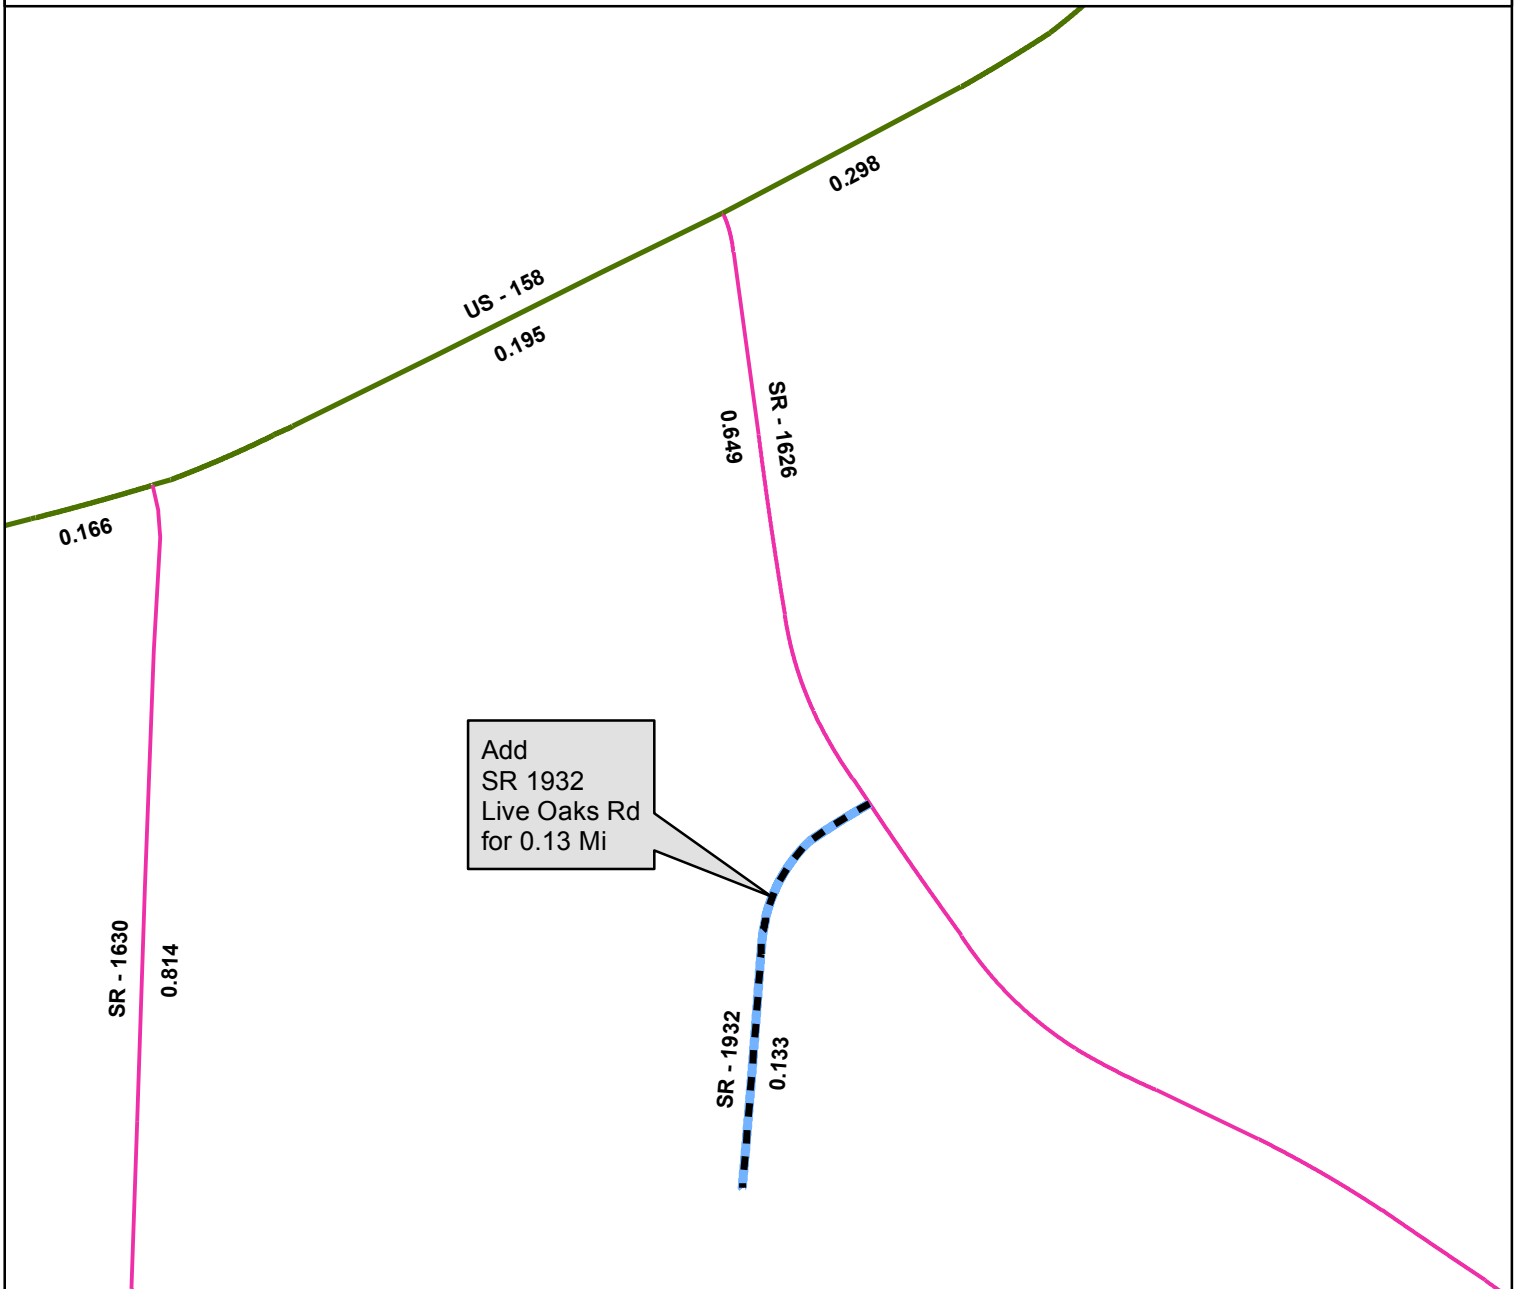 0.298
US - 158
0.195
SR - 1626
0.649
0.166
Add
SR 1932
Live Oaks Rd
for 0.13 Mi
SR - 1630
0.814
SR - 1932
0.133